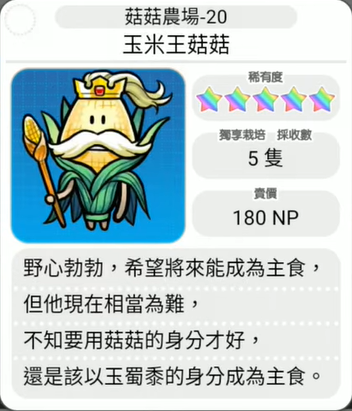 菇菇農場-20
玉米王菇菇
稀有度
獨享栽培 採收數
5 隻
賣價
180 NP
野心勃勃，希望將來能成為主食，
但他現在相當為難，
不知要用菇菇的身分才好，
還是該以玉蜀黍的身分成為主食。